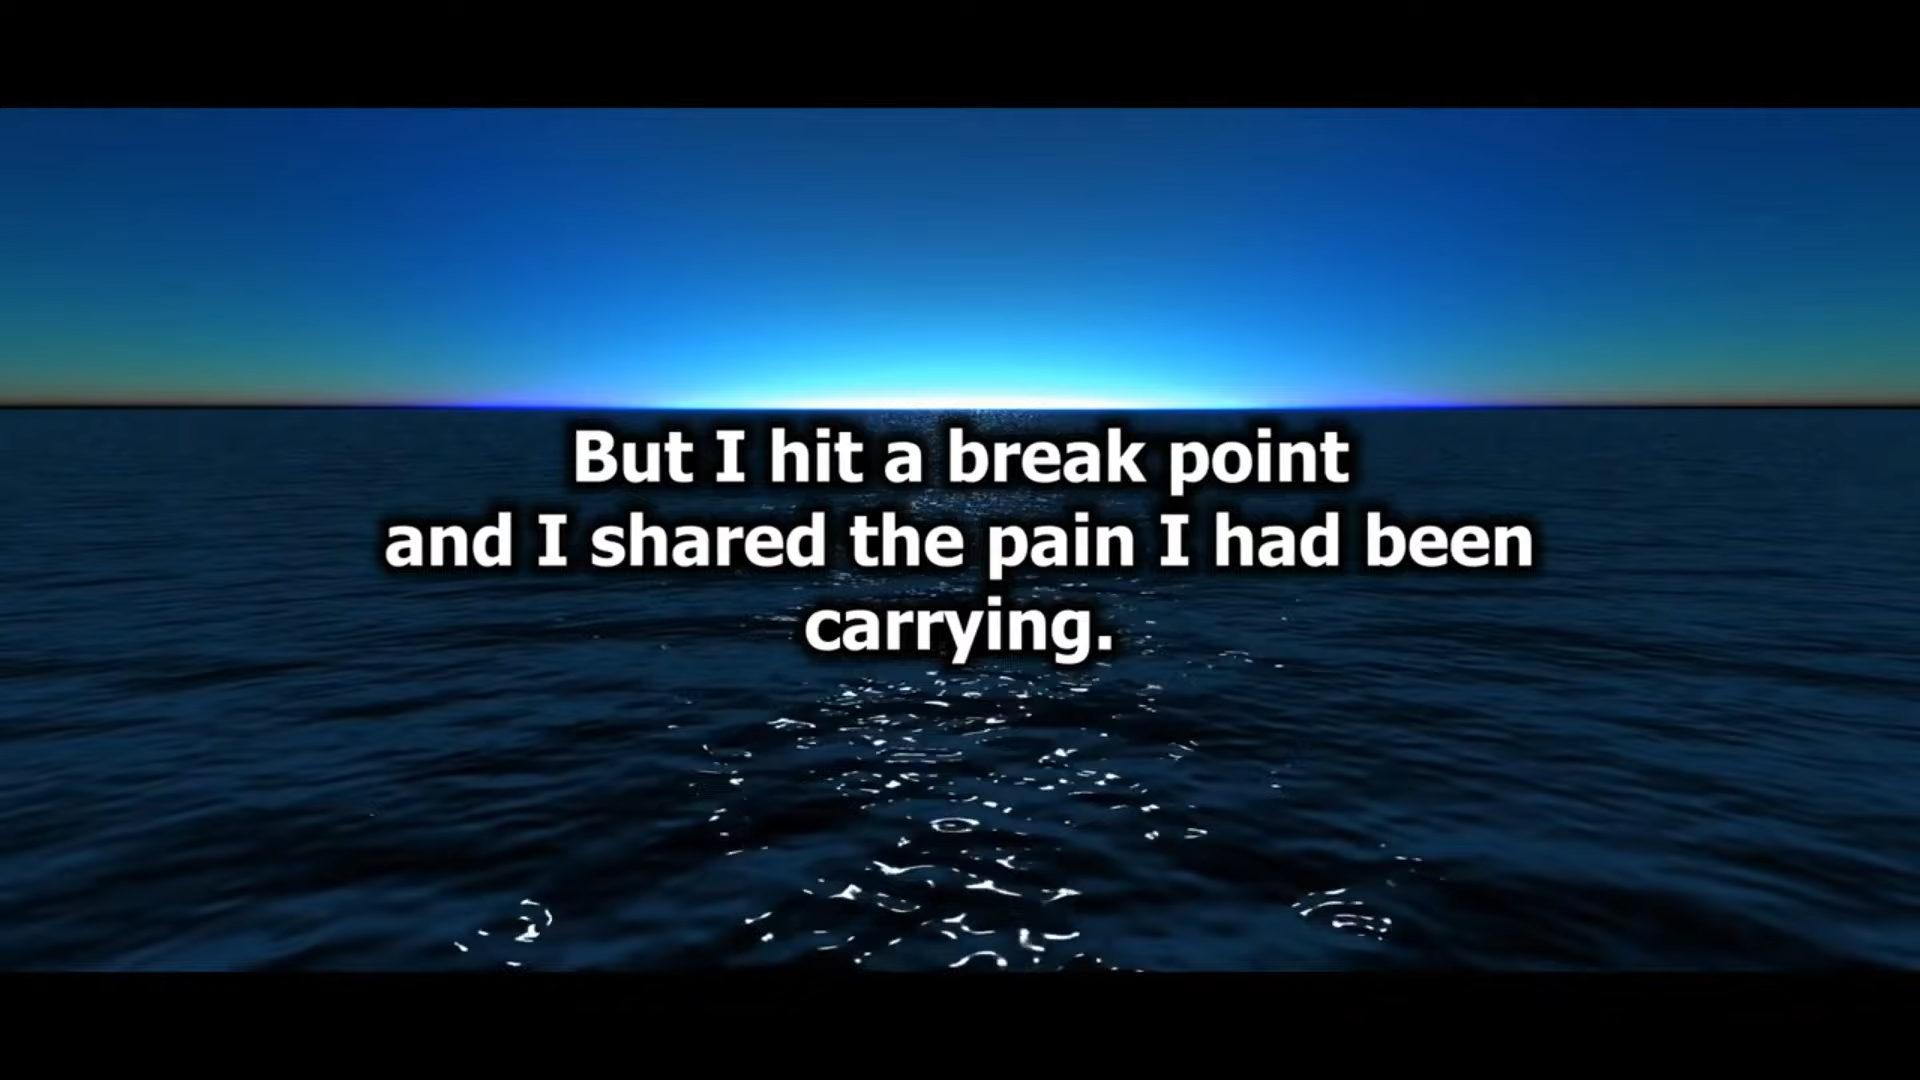 But I hit a break point
and I shared the pain I had been
carrying.